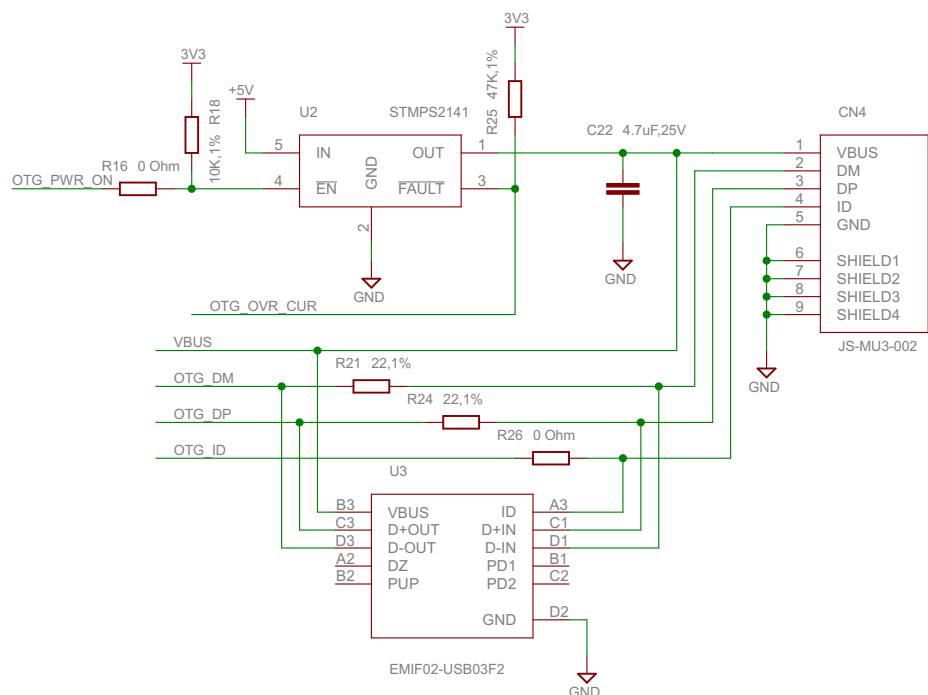 3V3
3V3
+5V
U2
STMPS2141
R18
10K,1%
R25
47K,1%
C22 4.7uF,25V
CN4
5
IN
OUT
1
1
VBUS
R16 0 Ohm
GND
2
DM
OTG_PWR_ON
4
EN
FAULT
3
3
DP
4
ID
2
5
GND
6
SHIELD1
GND
GND
7
SHIELD2
8
SHIELD3
OTG_OVR_CUR
9
SHIELD4
VBUS
JS-MU3-002
R21 22,1%
OTG_DM
GND
R24 22,1%
OTG_DP
R26 0 Ohm
OTG_ID
U3
B3
VBUS
ID
A3
C3
D+OUT
D+IN
C1
D3
D-OUT
D-IN
D1
A2
DZ
PD1
B1
B2
PUP
PD2
C2
GND
D2
EMIF02-USB03F2
GND